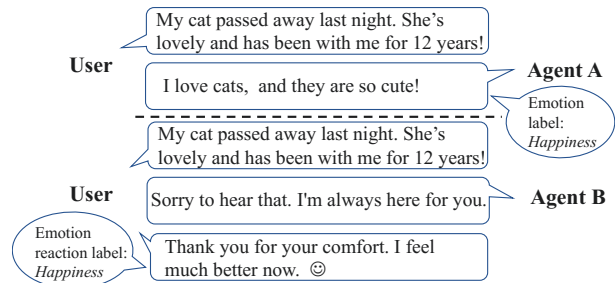 My cat passed away last night. She's
lovely and has been with me for 12 years!
User
Agent A
I love cats, and they are so cute!
Emotion
label:
Happiness
My cat passed away last night. She's
lovely and has been with me for 12 years!
User
Sorry to hear that. I'm always here for you.
Agent B
Emotion
reaction label:
Happiness
Thank you for your comfort. I feel
much better now. ☺